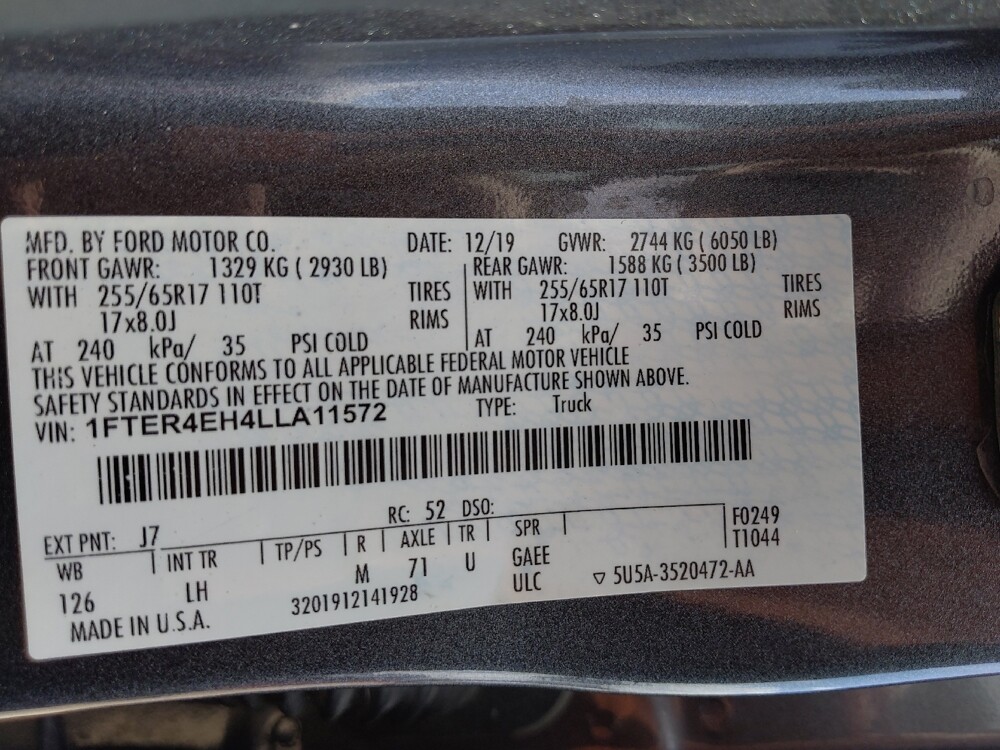 MFD. BY FORD MOTOR CO. DATE: 12/19 GVWR: 2744 KG ( 6050 LB)
FRONT GAWR: 1329 KG ( 2930 LB) REAR GAWR: 1588 KG ( 3500 LB)
WITH 255/65R17 110T TIRES WITH 255/65R17 110T TIRES
17x8.0J RIMS 17x8.0J RIMS
AT 240 kPa/ 35 PSI COLD AT 240 kPa/ 35 PSI COLD
THIS VEHICLE CONFORMS TO ALL APPLICABLE FEDERAL MOTOR VEHICLE
SAFETY STANDARDS IN EFFECT ON THE DATE OF MANUFACTURE SHOWN ABOVE.
VIN: 1FTER4EH4LLA11572 TYPE: Truck
EXT PNT: J7 RC: 52 DSO: F0249
WB INT TR TP/PS R AXLE TR SPR T1044
126 LH M 71 U GAEE
3201912141928 ULC 5U5A-3520472-AA
MADE IN U.S.A.